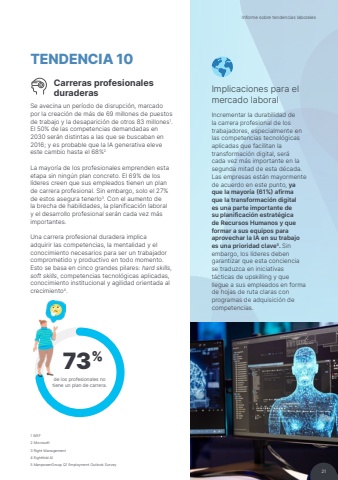 Informe sobre tendencias laborales
TENDENCIA 10
Carreras profesionales
duraderas
Se avecina un período de disrupción, marcado
por la creación de más de 69 millones de puestos
de trabajo y la desaparición de otros 83 millones¹.
El 50% de las competencias demandadas en
2030 serán distintas a las que se buscaban en
2016; y es probable que la IA generativa eleve
este cambio hasta el 68%²
La mayoría de los profesionales emprenden esta
etapa sin ningún plan concreto. El 69% de los
líderes creen que sus empleados tienen un plan
de carrera profesional. Sin embargo, solo el 27%
de estos asegura tenerlo³. Con el aumento de
la brecha de habilidades, la planificación laboral
y el desarrollo profesional serán cada vez más
importantes.
Una carrera profesional duradera implica
adquirir las competencias, la mentalidad y el
conocimiento necesarios para ser un trabajador
comprometido y productivo en todo momento.
Esto se basa en cinco grandes pilares: hard skills,
soft skills, competencias tecnológicas aplicadas,
conocimiento institucional y agilidad orientada al
crecimiento⁴.
73%
de los profesionales no
tiene un plan de carrera.
1 WEF
2 Microsoft
3 Right Management
4 Eightfold AI
5 ManpowerGroup Q2 Employment Outlook Survey
Implicaciones para el
mercado laboral
Incrementar la durabilidad de
la carrera profesional de los
trabajadores, especialmente en
las competencias tecnológicas
aplicadas que facilitan la
transformación digital, será
cada vez más importante en la
segunda mitad de esta década.
Las empresas están mayormente
de acuerdo en este punto, ya
que la mayoría (61%) afirma
que la transformación digital
es una parte importante de
su planificación estratégica
de Recursos Humanos y que
formar a sus equipos para
aprovechar la IA en su trabajo
es una prioridad clave⁵. Sin
embargo, los líderes deben
garantizar que esta conciencia
se traduzca en iniciativas
tácticas de upskilling y que
llegue a sus empleados en forma
de hojas de ruta claras con
programas de adquisición de
competencias.
21